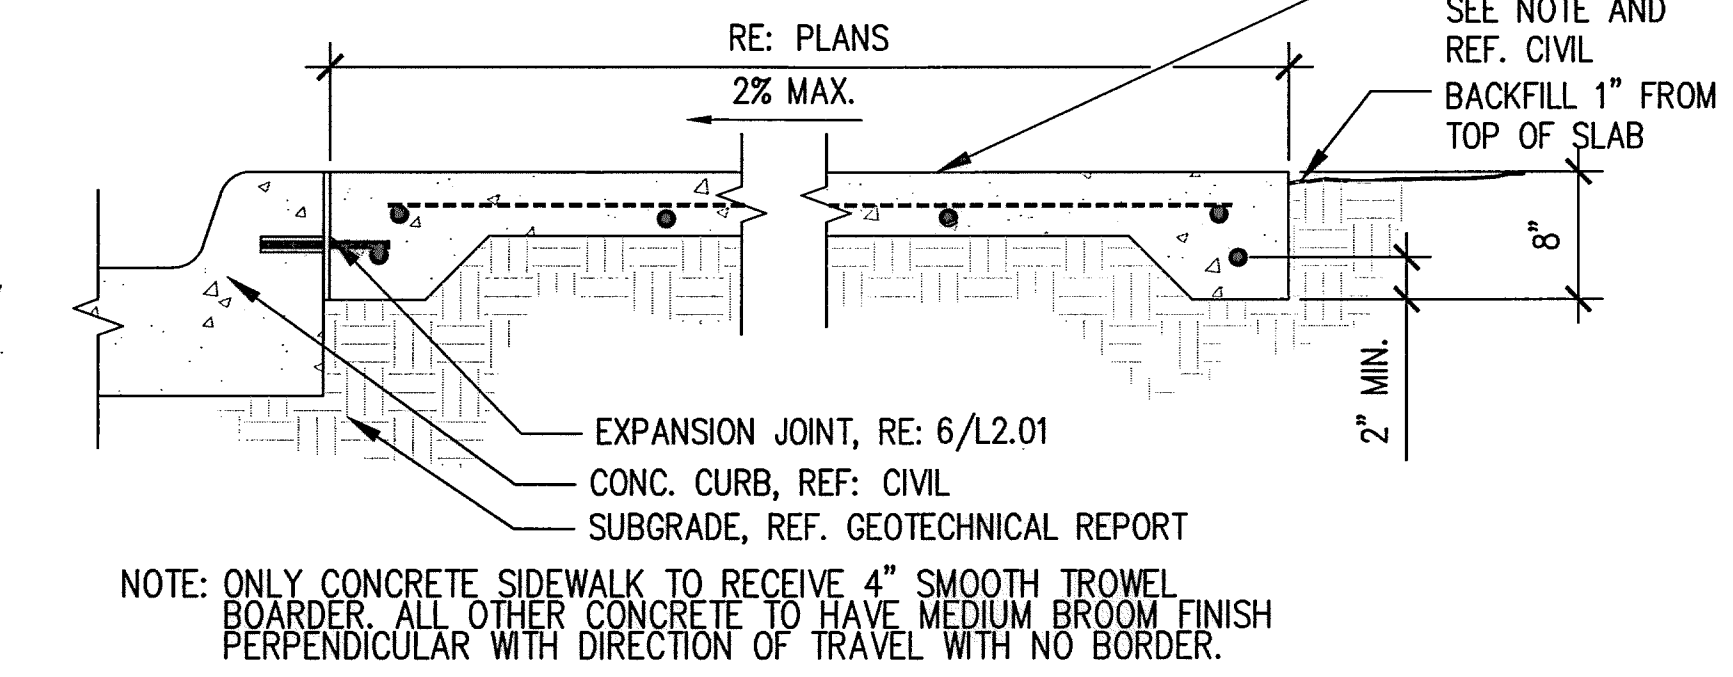 RE: PLANS
2% MAX.
SEE NOTE AND
REF. CIVIL
BACKFILL 1" FROM
TOP OF SLAB
8"
2" MIN.
EXPANSION JOINT, RE: 6/L2.01
CONC. CURB, REF: CIVIL
SUBGRADE, REF. GEOTECHNICAL REPORT
NOTE: ONLY CONCRETE SIDEWALK TO RECEIVE 4" SMOOTH TROWEL
BOARDER. ALL OTHER CONCRETE TO HAVE MEDIUM BROOM FINISH
PERPENDICULAR WITH DIRECTION OF TRAVEL WITH NO BORDER.